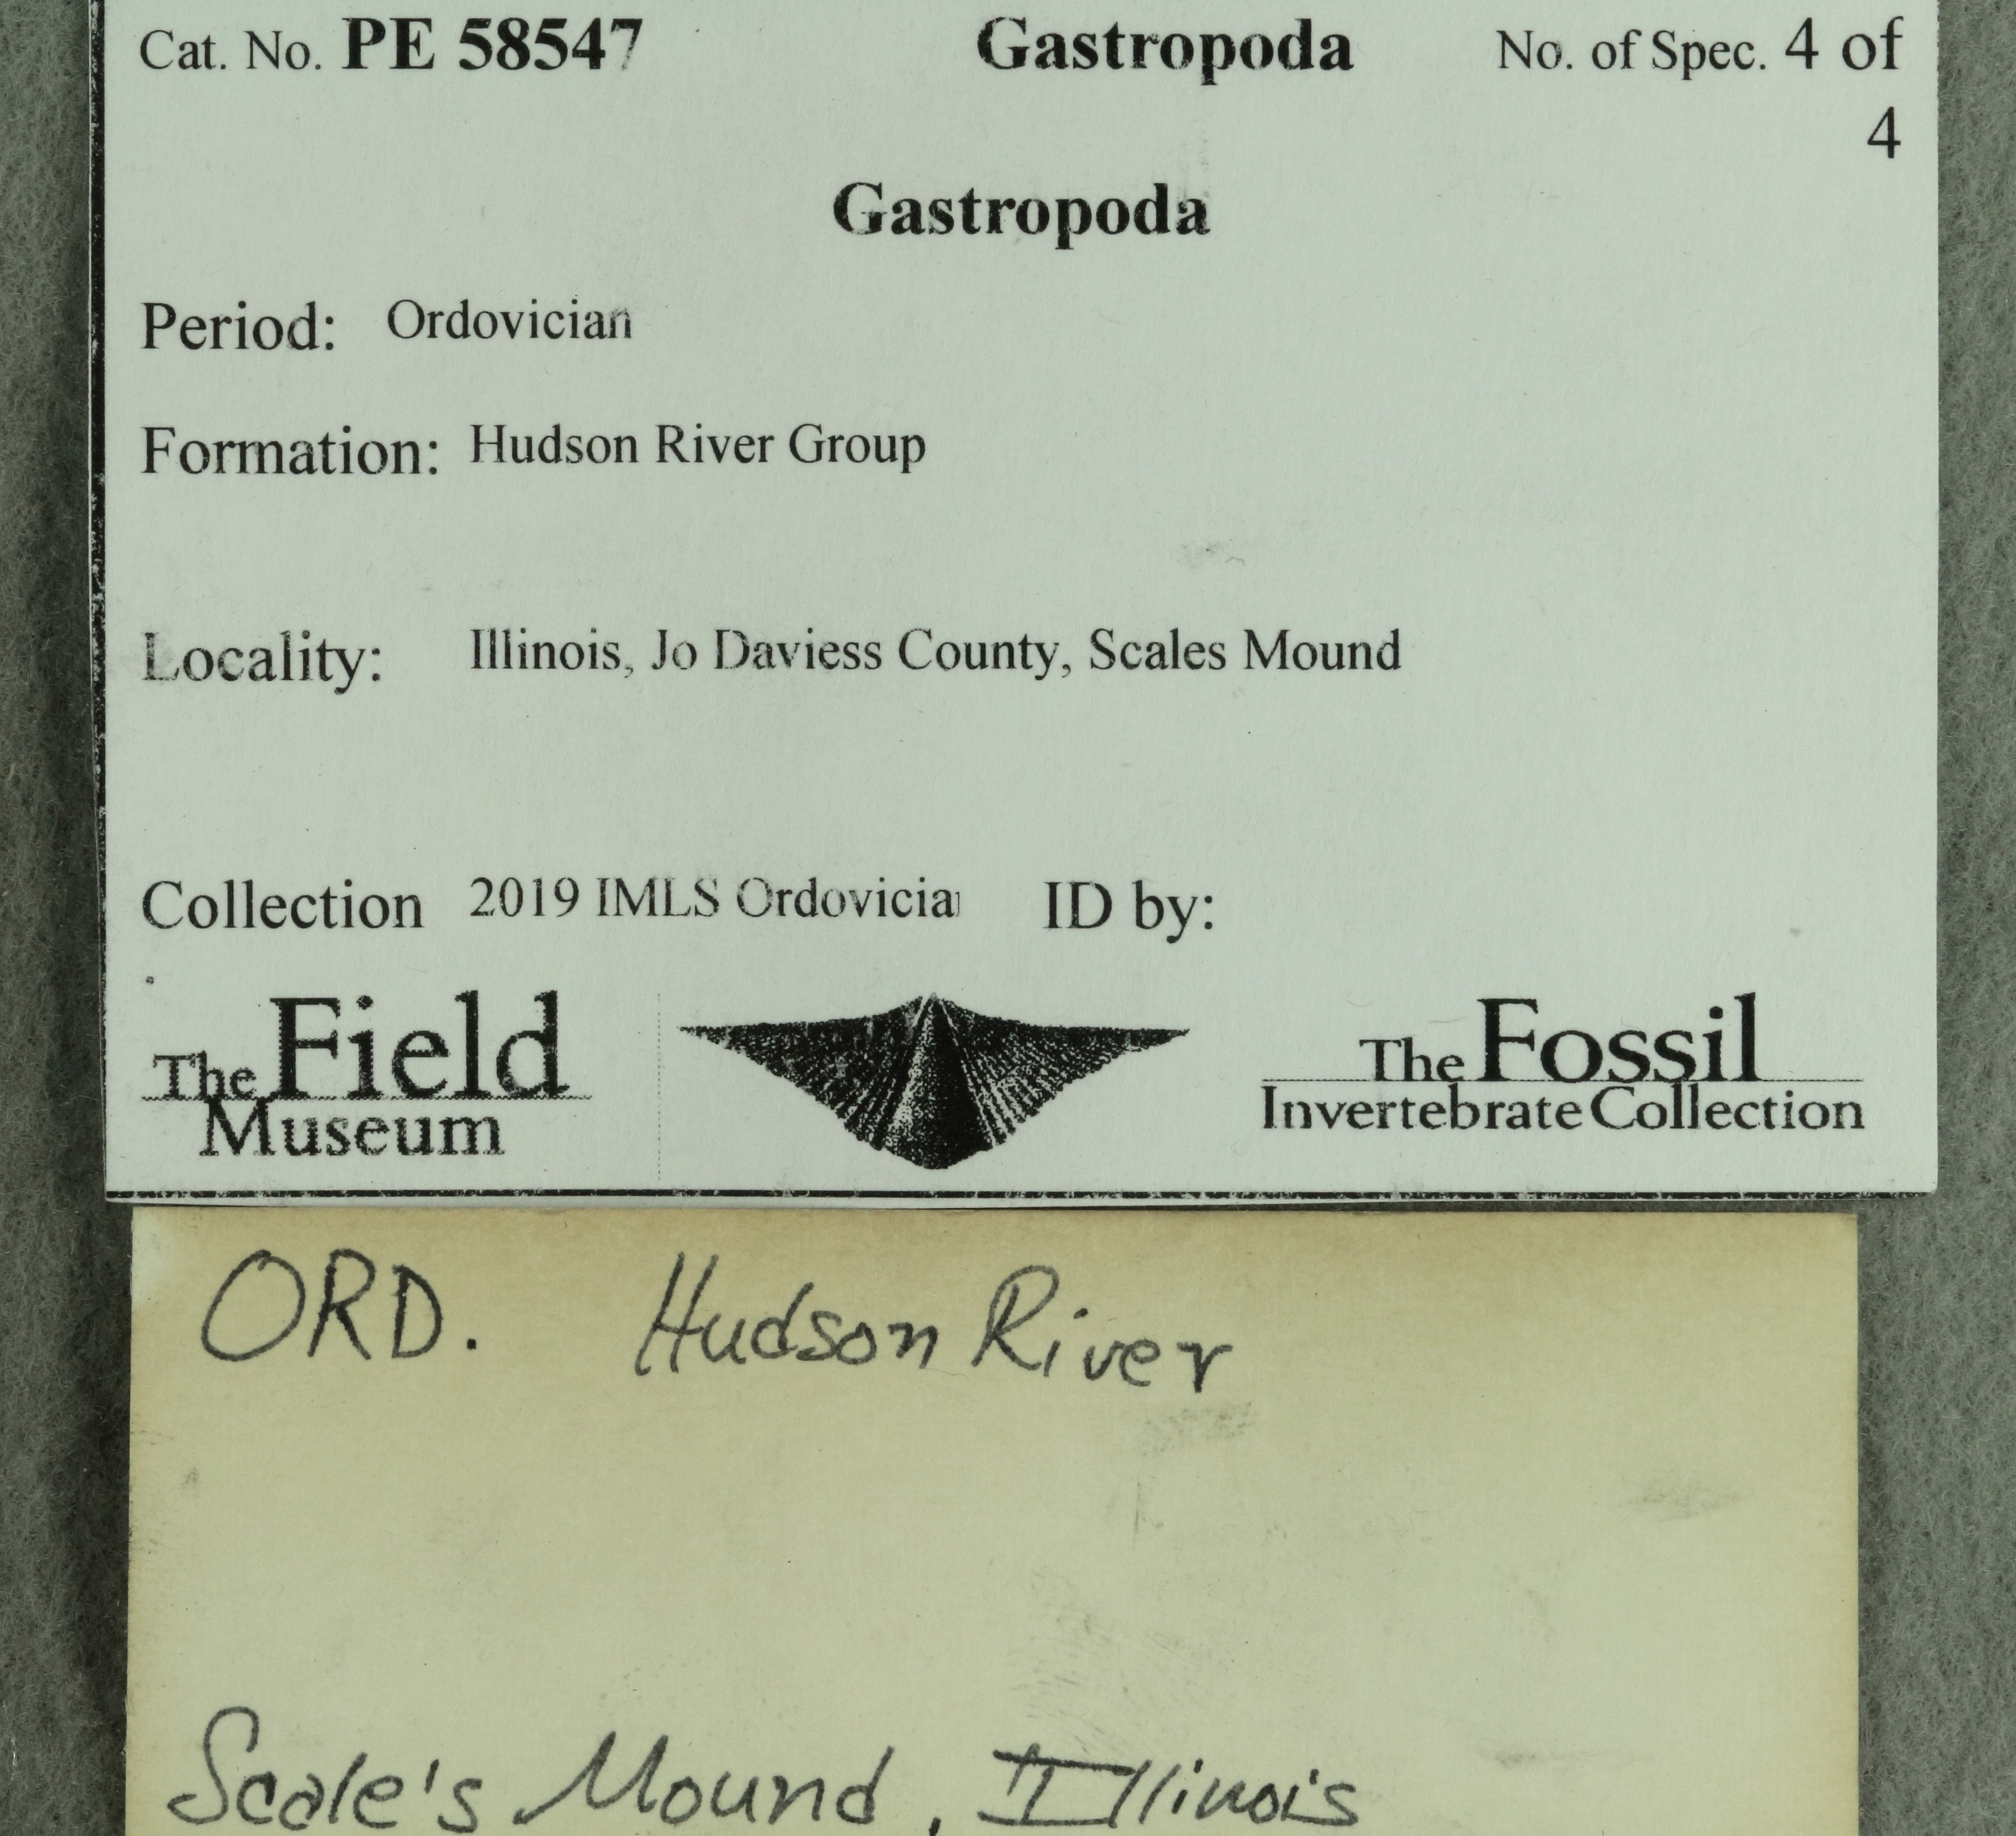 Cat. No. PE 58547 Gastropoda No. of Spec. 4 of
4
Gastropoda
Period: Ordovician
Formation: Hudson River Group
Locality: Illinois, Jo Daviess County, Scales Mound
Collection 2019 IMLS Ordovician ID by:
The Field
Museum
The Fossil
Invertebrate Collection
ORD. Hudson River
Scale's Mound, Illinois